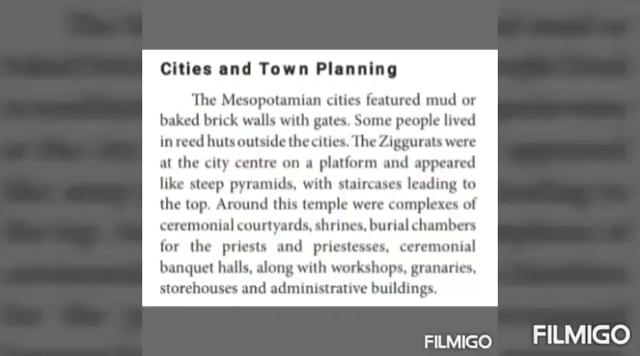 Cities and Town Planning
The Mesopotamian cities featured mud or
baked brick walls with gates. Some people lived
in reed huts outside the cities. The Ziggurats were
at the city centre on a platform and appeared
like steep pyramids, with staircases leading to
the top. Around this temple were complexes of
ceremonial courtyards, shrines, burial chambers
for the priests and priestesses, ceremonial
banquet halls, along with workshops, granaries,
storehouses and administrative buildings.
FILMIGO
FILMIGO